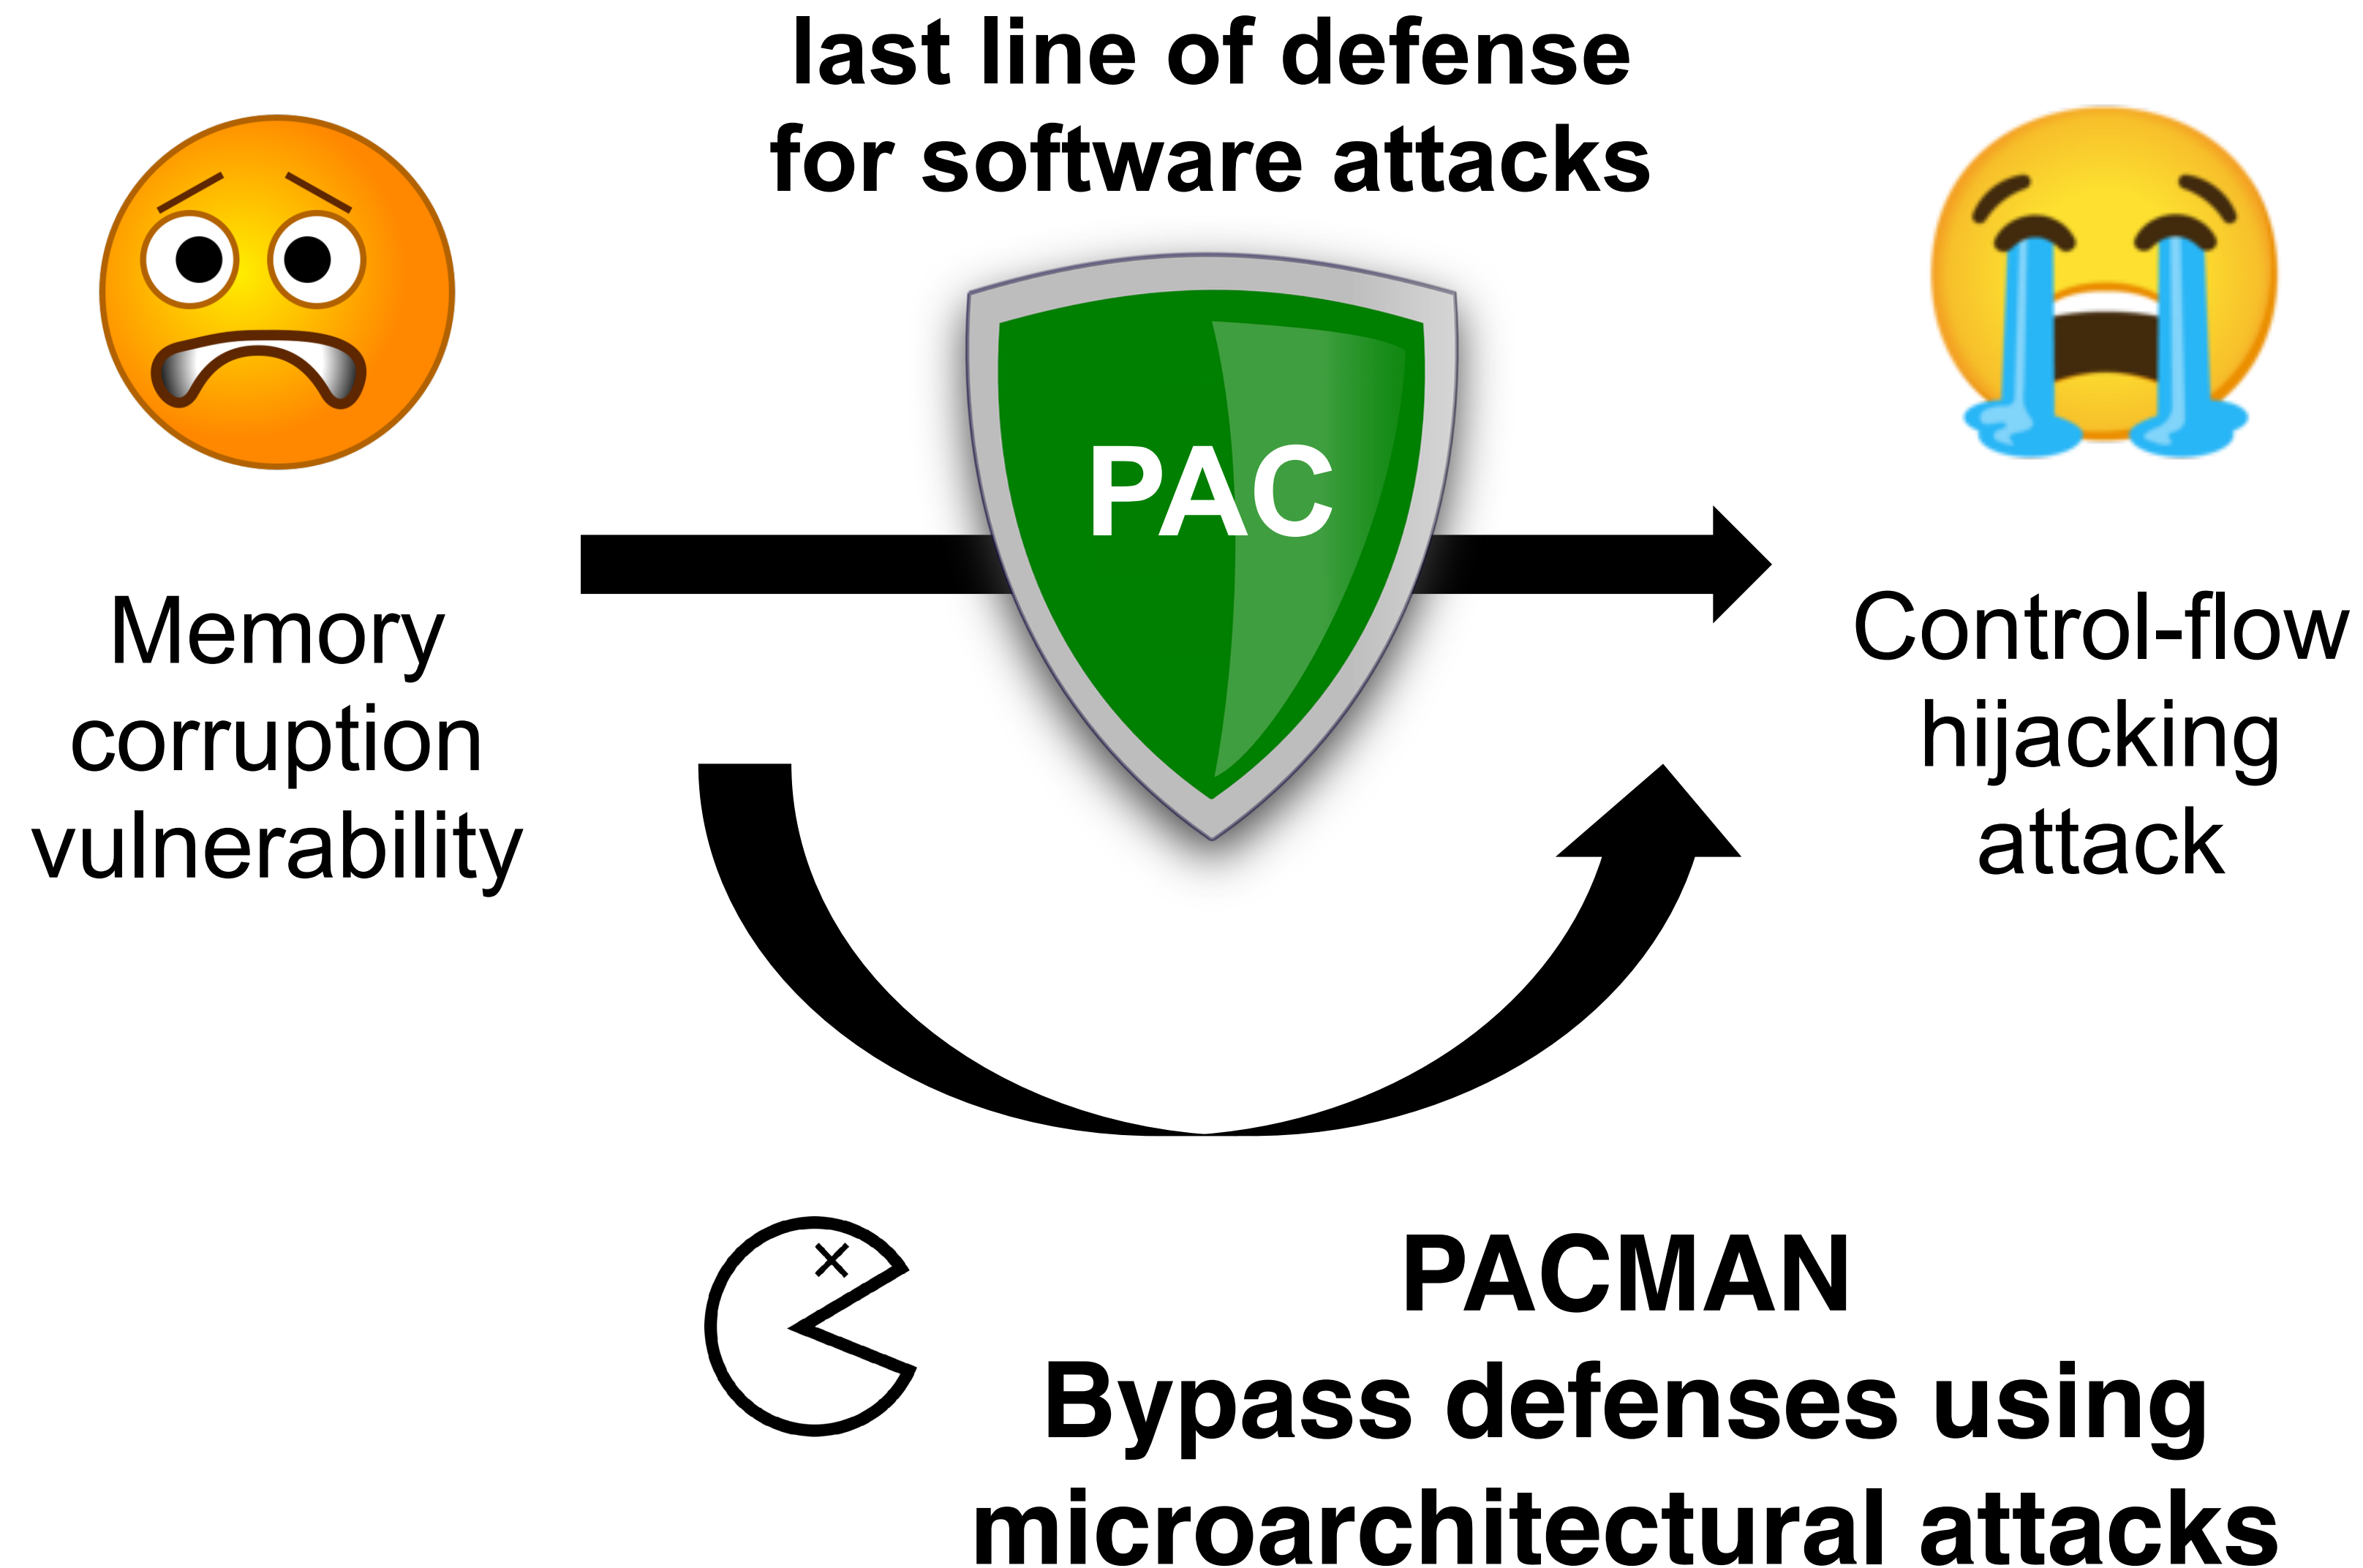 last line of defense
for software attacks
PAC
Memory
corruption
vulnerability
Control-flow
hijacking
attack
PACMAN
Bypass defenses using
microarchitectural attacks